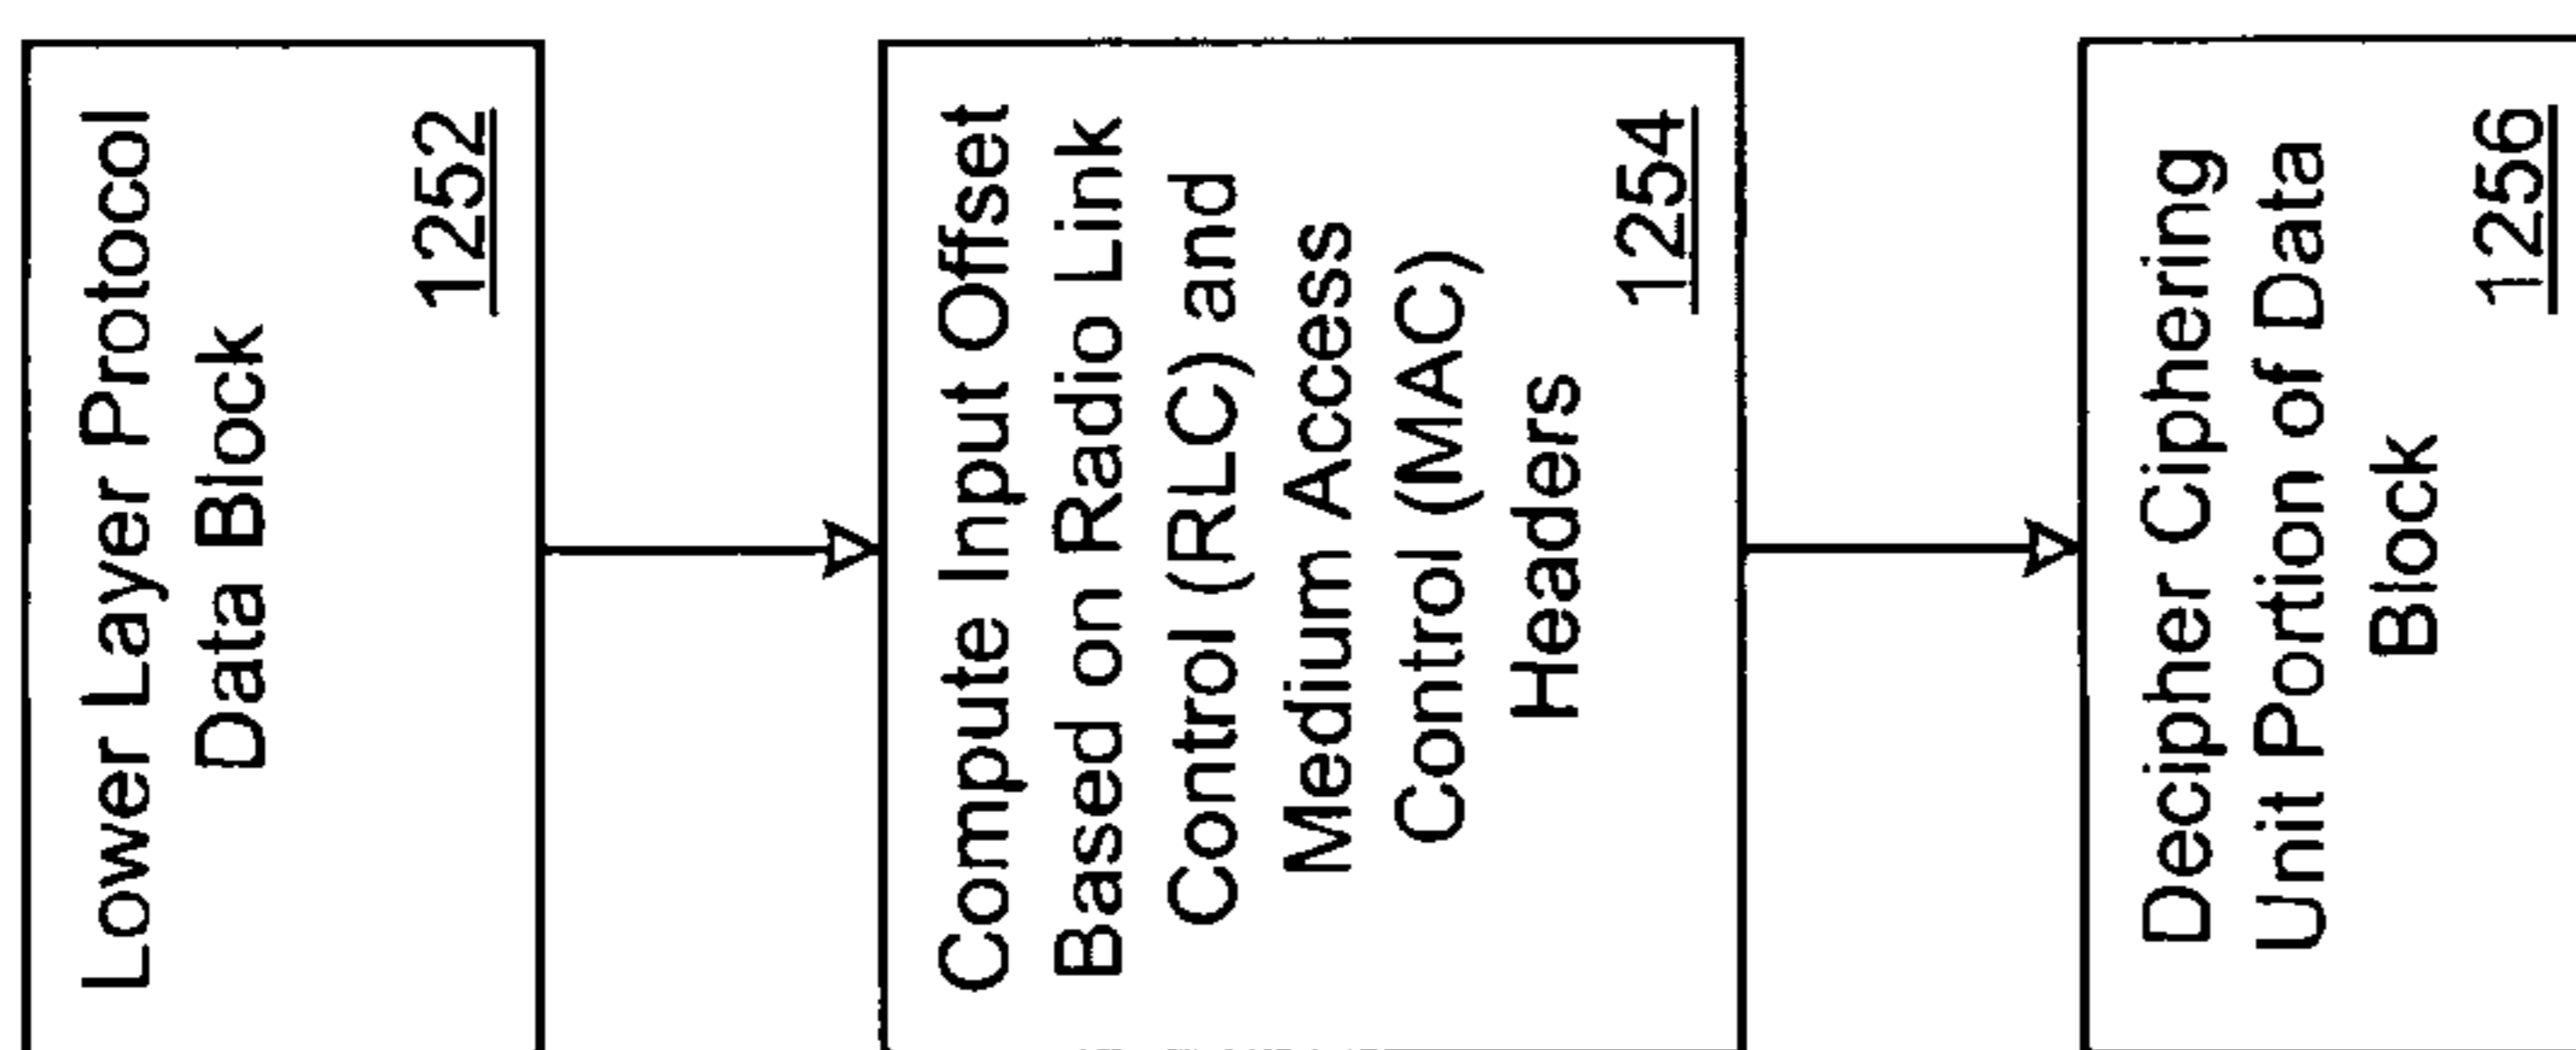 Lower Layer Protocol
Data Block
1252
Compute Input Offset
Based on Radio Link
Control (RLC) and
Medium Access
Control (MAC)
Headers
1254
Decipher Ciphering
Unit Portion of Data
Block
1256